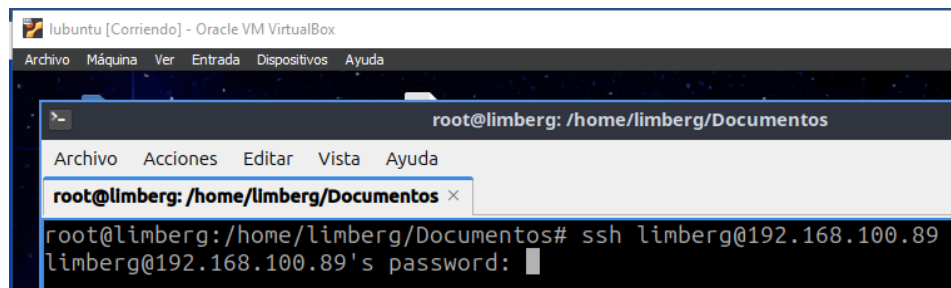 lubuntu [Corriendo] - Oracle VM VirtualBox
Archivo Máquina Ver Entrada Dispositivos Ayuda
root@limberg: /home/limberg/Documentos
Archivo Acciones Editar Vista Ayuda
root@limberg: /home/limberg/Documentos ×
root@limberg:/home/limberg/Documentos# ssh limberg@192.168.100.89
limberg@192.168.100.89's password: